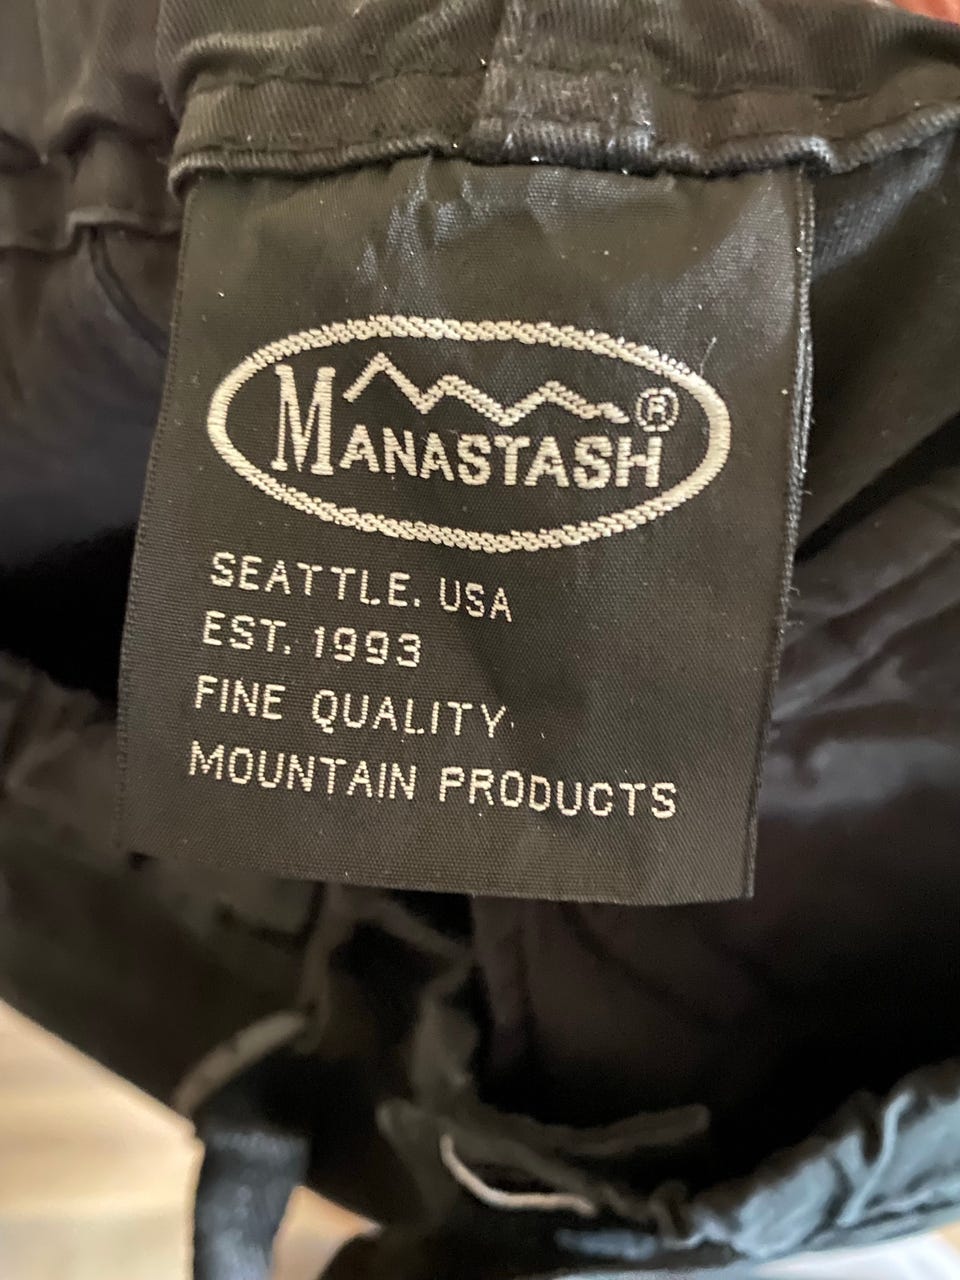 MANASTASH®
SEATTLE, USA
EST. 1993
FINE QUALITY
MOUNTAIN PRODUCTS